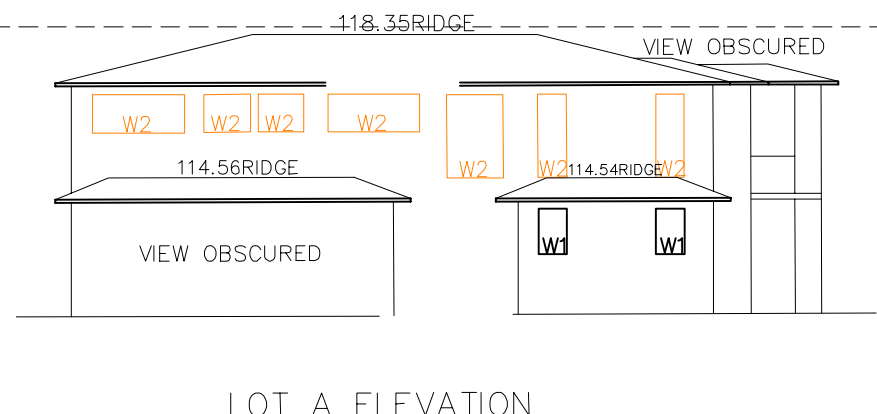 118.35RIDGE
VIEW OBSCURED
W2 W2 W2 W2 W2 W2 W2
114.56RIDGE
114.54RIDGE
VIEW OBSCURED
W1 W1
LOT A ELEVATION